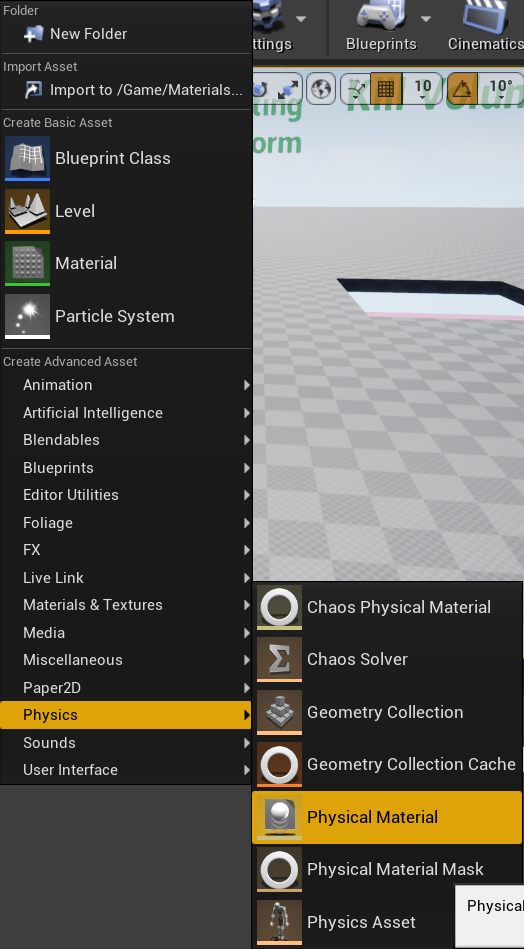 Folder
New Folder
Import Asset
Import to /Game/Materials...
Create Basic Asset
Blueprint Class
Level
Material
Particle System
Create Advanced Asset
Animation
Artificial Intelligence
Blendables
Blueprints
Editor Utilities
Foliage
FX
Live Link
Materials & Textures
Media
Miscellaneous
Paper2D
Physics
Sounds
User Interface
ttings
Blueprints
Cinematics
10
10°
ting
Kill Volu
orm
Chaos Physical Material
Chaos Solver
Geometry Collection
Geometry Collection Cache
Physical Material
Physical Material Mask
Physics Asset
Physical